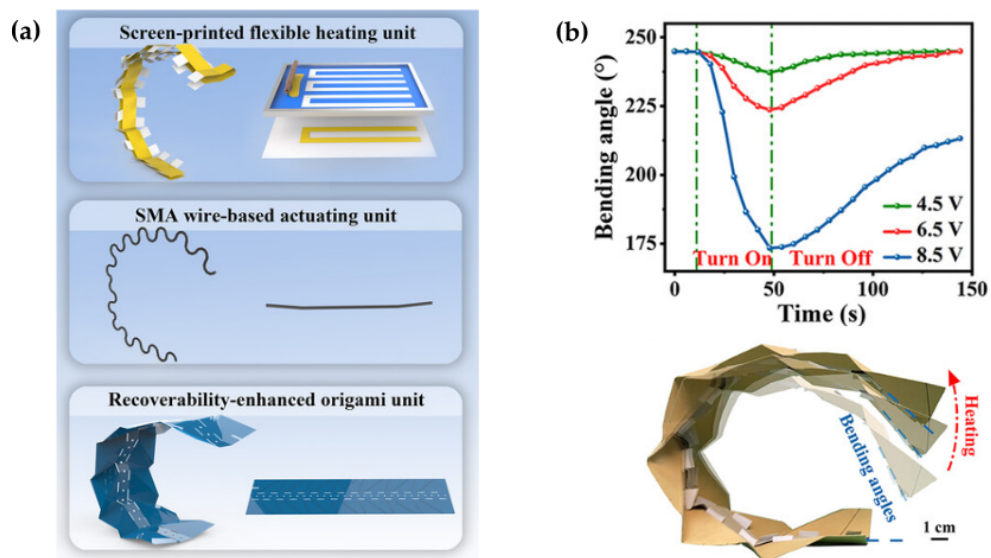 (a)
Screen-printed flexible heating unit
SMA wire-based actuating unit
Recoverability-enhanced origami unit
(b)
Bending angle (°)
250
225
200
175
4.5 V
6.5 V
8.5 V
Turn On
Turn Off
0
50
100
150
Time (s)
Heating
Bending angles
1 cm